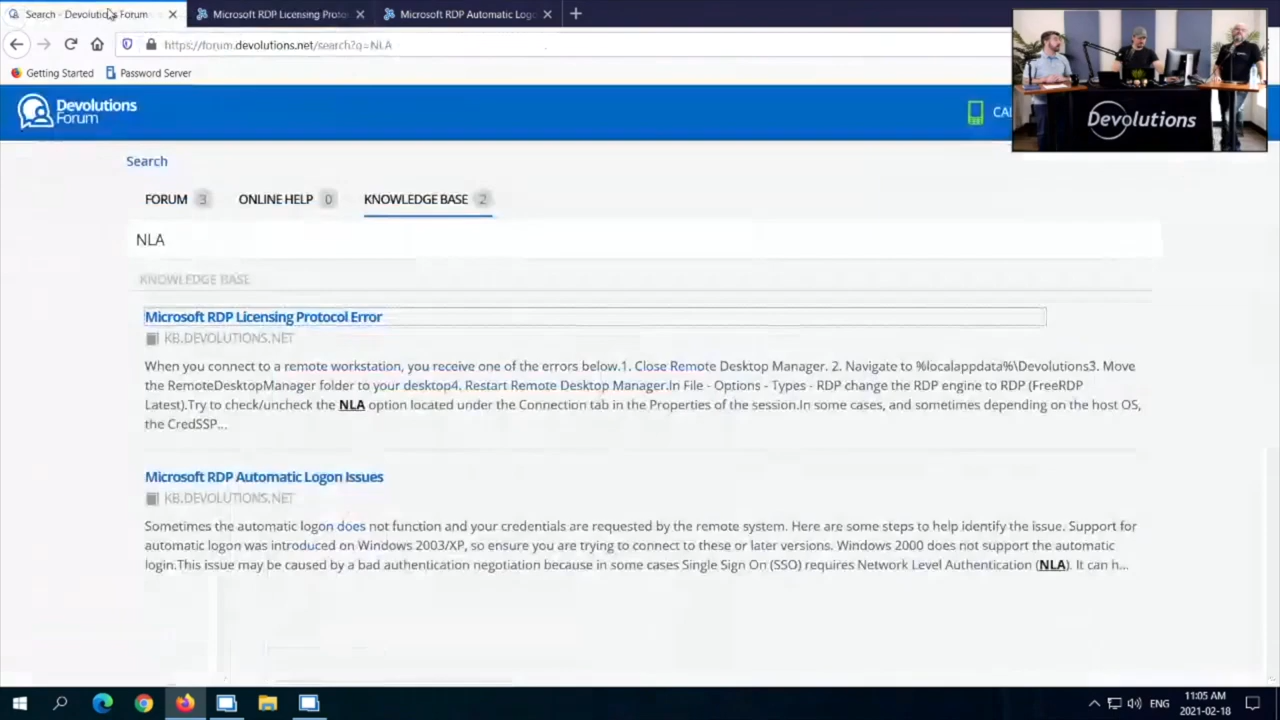 Search - Devolutions Forum
Microsoft RDP Licensing Proto
Microsoft RDP Automatic Logo
https://forum.devolutions.net/search?q=NLA
Getting Started
Password Server
Devolutions
Forum
CAL
Devolutions
Search
FORUM 3
ONLINE HELP 0
KNOWLEDGE BASE 2
NLA
KNOWLEDGE BASE
Microsoft RDP Licensing Protocol Error
KB.DEVOLUTIONS.NET
When you connect to a remote workstation, you receive one of the errors below.1. Close Remote Desktop Manager. 2. Navigate to %localappdata%\Devolutions3. Move
the RemoteDesktopManager folder to your desktop4. Restart Remote Desktop Manager.In File - Options - Types - RDP change the RDP engine to RDP (FreeRDP
Latest).Try to check/uncheck the NLA option located under the Connection tab in the Properties of the session.In some cases, and sometimes depending on the host OS,
the CredSSP...
Microsoft RDP Automatic Logon Issues
KB.DEVOLUTIONS.NET
Sometimes the automatic logon does not function and your credentials are requested by the remote system. Here are some steps to help identify the issue. Support for
automatic logon was introduced on Windows 2003/XP, so ensure you are trying to connect to these or later versions. Windows 2000 does not support the automatic
logon.This issue may be caused by a bad authentication negotiation because in some cases Single Sign On (SSO) requires Network Level Authentication (NLA). It can h...
ENG
11:05 AM
2021-02-18